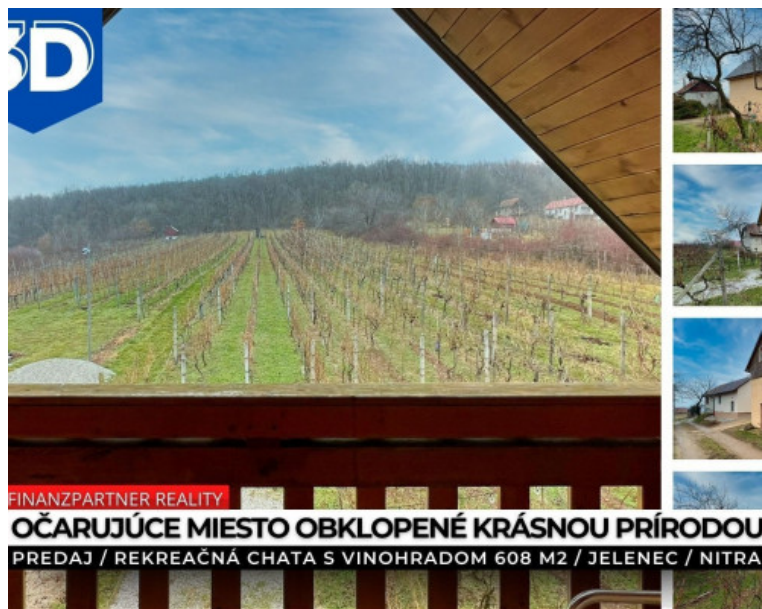 3D
FINANZPARTNER REALITY
OČARUJÚCE MIESTO OBKLOPENÉ KRÁSNOU PRÍRODOU
PREDAJ / REKREAČNÁ CHATA S VINOHRADOM 608 M2 / JELENEC / NITRA